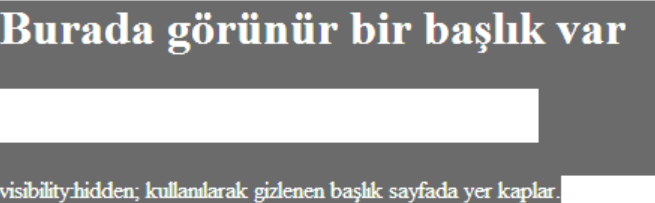 Burada görünür bir başlık var
visibility:hidden; kullanılarak gizlenen başlık sayfada yer kaplar.